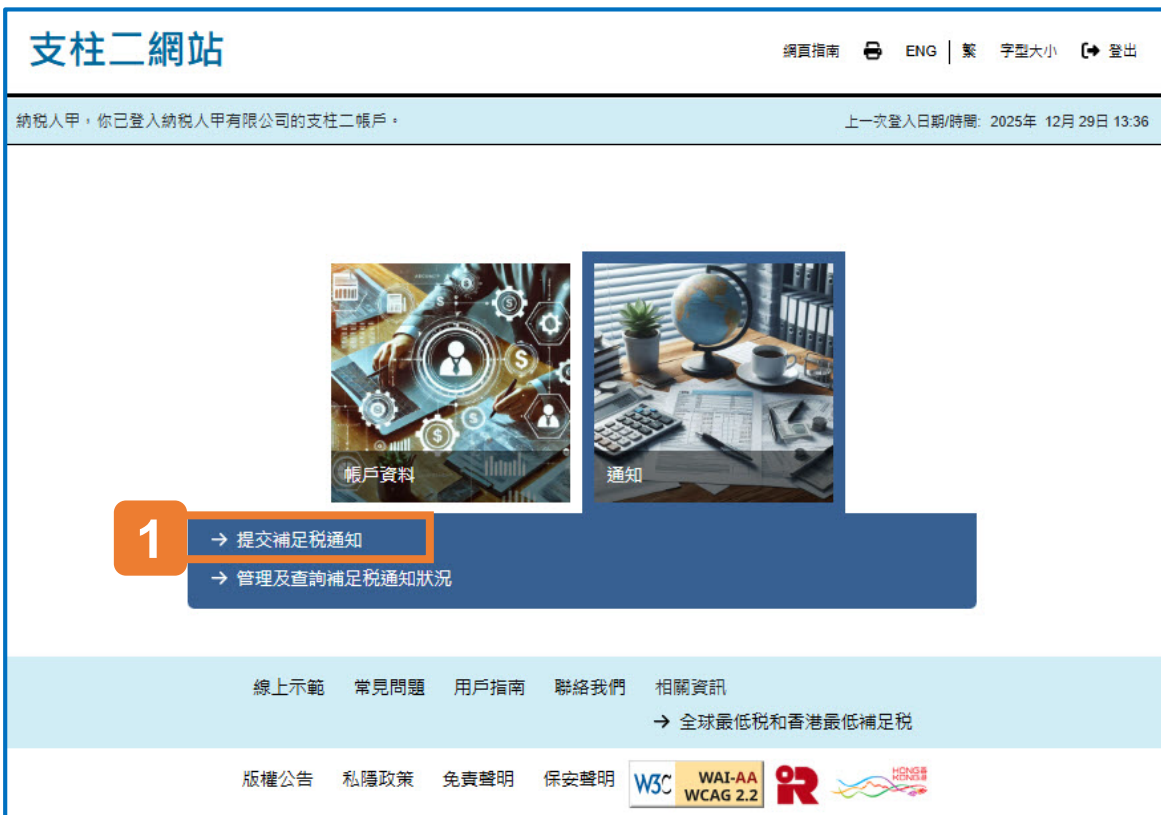 支柱二網站
網頁指南 ENG | 繁 字型大小 登出
納稅人甲，你已登入納稅人甲有限公司的支柱二帳戶。
上一次登入日期/時間: 2025年 12月 29日 13:36
帳戶資料
通知
1
→ 提交補足稅通知
→ 管理及查詢補足稅通知狀況
線上示範 常見問題 用戶指南 聯絡我們 相關資訊
→ 全球最低稅和香港最低補足稅
版權公告 私隱政策 免責聲明 保安聲明
W3C WAI-AA
WCAG 2.2